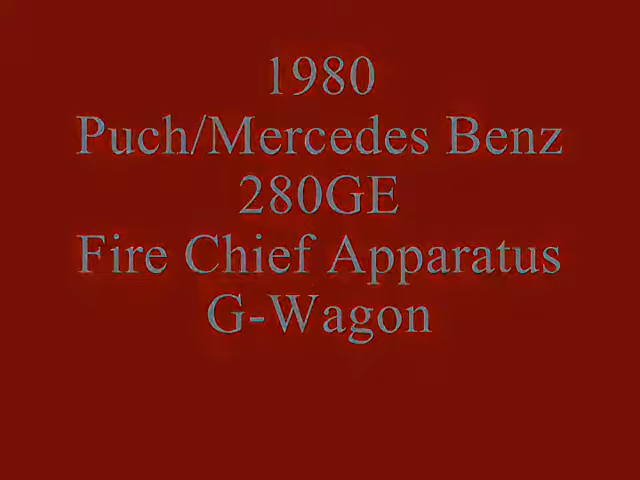 1980
Puch/Mercedes Benz
280GE
Fire Chief Apparatus
G-Wagon